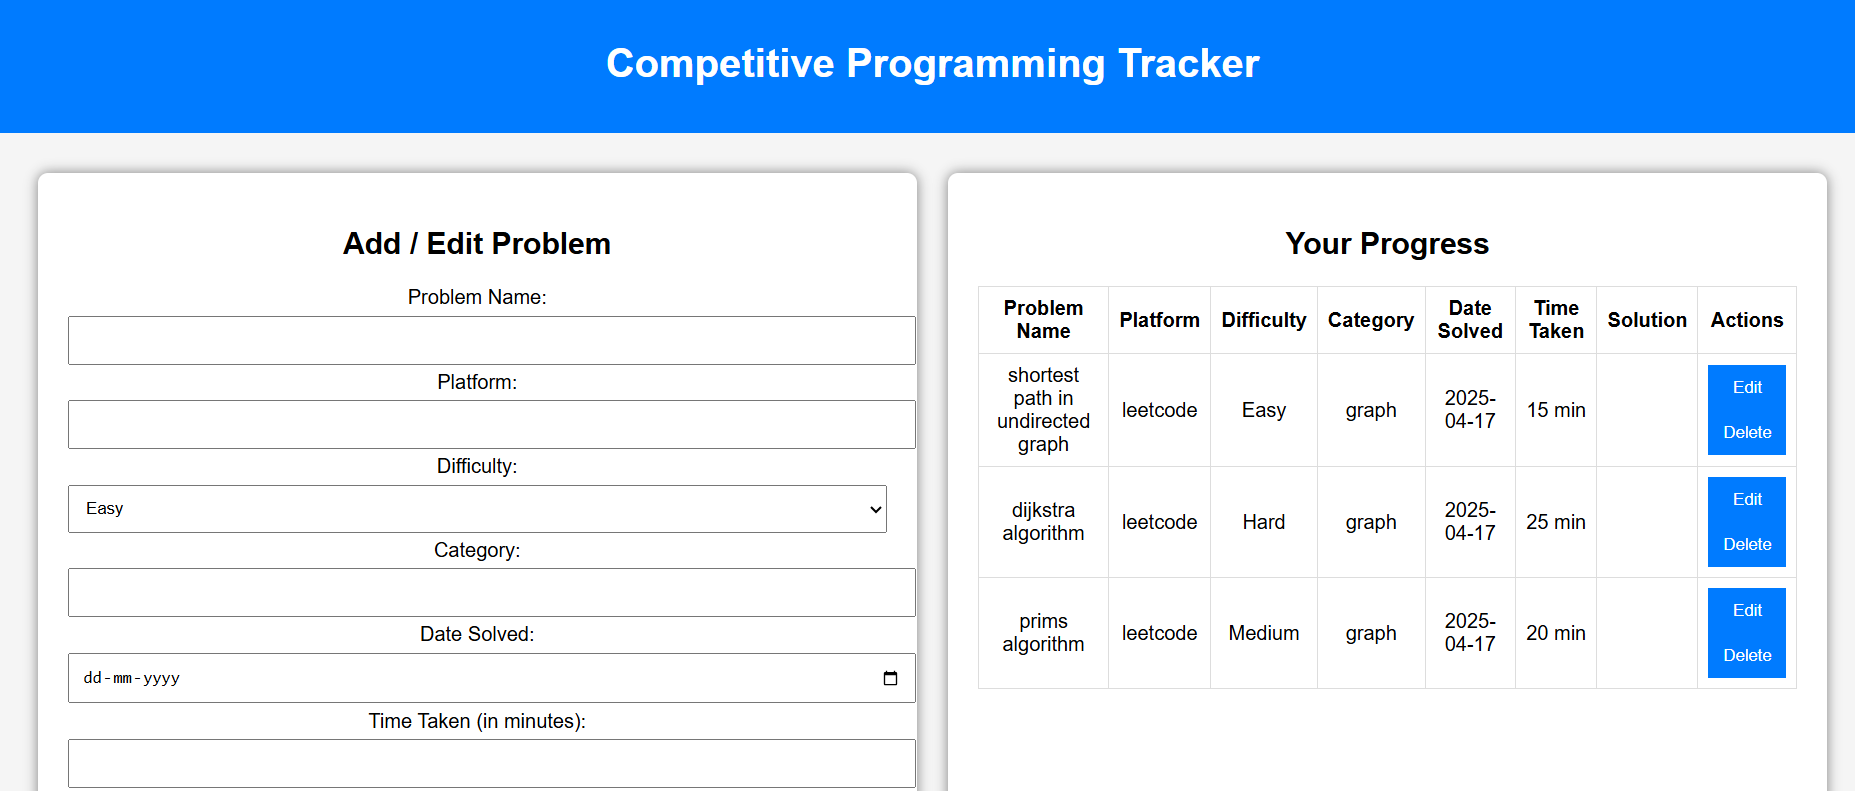 Competitive Programming Tracker
Add / Edit Problem
Problem Name:
Platform:
Difficulty:
Easy
Category:
Date Solved:
dd-mm-yyyy
Time Taken (in minutes):
Your Progress
Problem Name Platform Difficulty Category Date Solved Time Taken Solution Actions
shortest path in undirected graph leetcode Easy graph 2025-04-17 15 min Edit Delete
dijkstra algorithm leetcode Hard graph 2025-04-17 25 min Edit Delete
prims algorithm leetcode Medium graph 2025-04-17 20 min Edit Delete